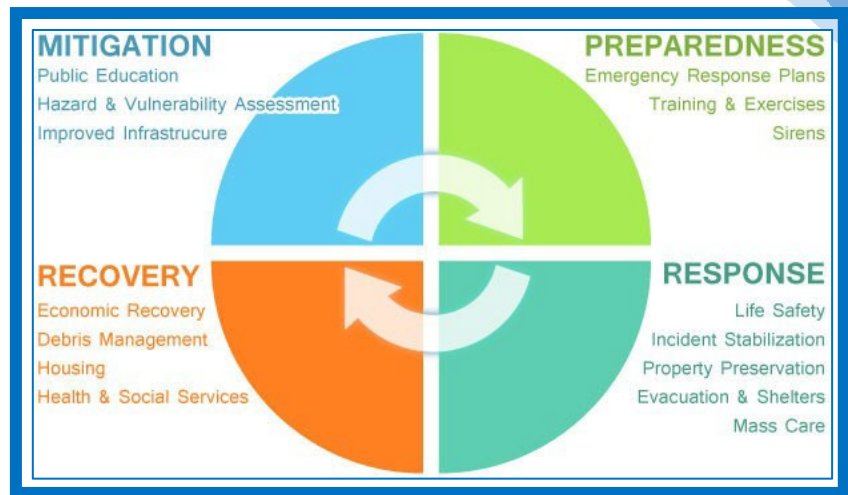 MITIGATION
Public Education
Hazard & Vulnerability Assessment
Improved Infrastrucure
PREPAREDNESS
Emergency Response Plans
Training & Exercises
Sirens
RECOVERY
Economic Recovery
Debris Management
Housing
Health & Social Services
RESPONSE
Life Safety
Incident Stabilization
Property Preservation
Evacuation & Shelters
Mass Care